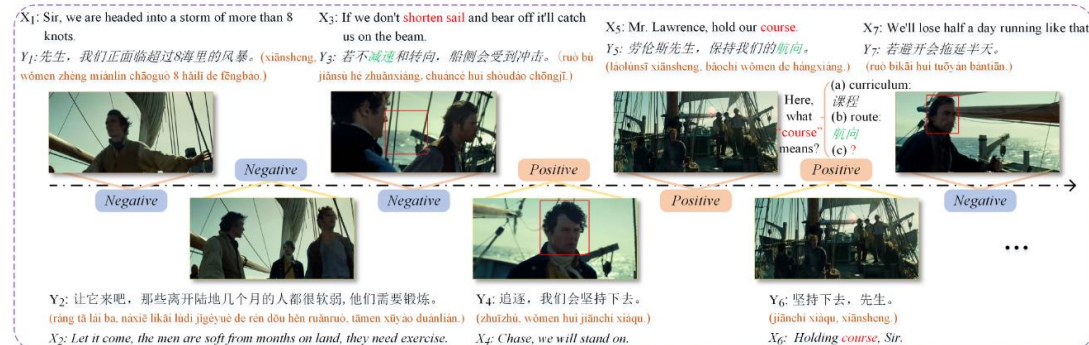 X1: Sir, we are headed into a storm of more than 8
knots.
Y1:先生，我们正面临超过8海里的风暴。(xiānsheng,
wǒmen zhèng miànlín chāoguò 8 hǎilǐ de fēngbào.)
X3: If we don't shorten sail and bear off it'll catch
us on the beam.
Y3: 若不减速和转向，船侧会受到冲击。(ruò bù
jiǎnsù hé zhuǎnxiàng, chuáncè huì shòudào chōngjī.)
X5: Mr. Lawrence, hold our course.
Y5: 劳伦斯先生，保持我们的航向。
(láolúnsī xiānsheng, bǎochí wǒmen de hángxiàng.)
X7: We'll lose half a day running like that
Y7: 若避开会拖延半天。
(ruò bìkāi huì tuōyán bàntiān.)
Here,
what
"course"
means?
(a) curriculum:
课程
(b) route:
航向
(c) ?
Negative
Negative
Negative
Positive
Positive
Positive
Negative
...
Y2: 让它来吧，那些离开陆地几个月的人都很软弱,他们需要锻炼。
(ràng tā lái ba, nàxiē líkāi lùdì jǐgèyuè de rén dōu hěn ruǎnruò, tāmen xūyào duànliàn.)
X2: Let it come, the men are soft from months on land, they need exercise.
Y4: 追逐，我们会坚持下去。
(zhuīzhú, wǒmen huì jiānchí xiàqù.)
X4: Chase, we will stand on.
Y6: 坚持下去，先生。
(jiānchí xiàqù, xiānsheng.)
X6: Holding course, Sir.